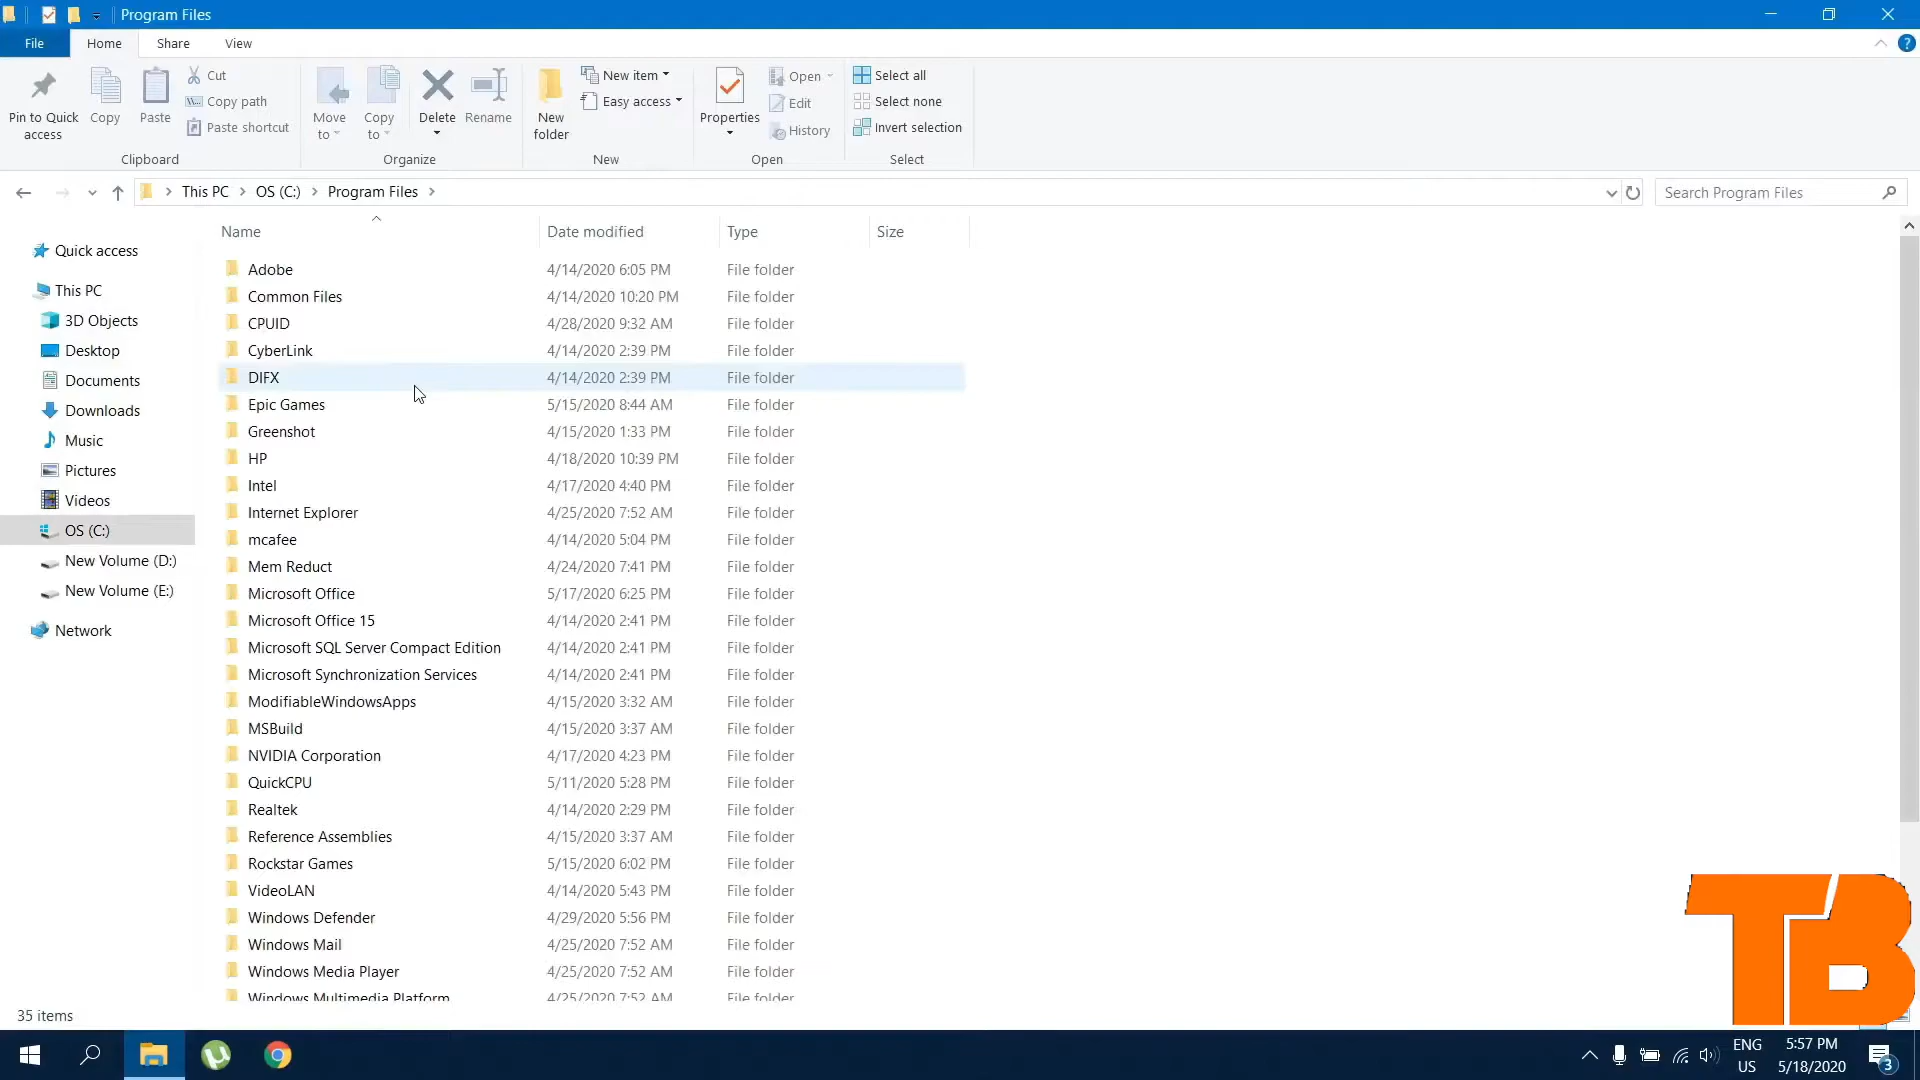 Program Files
File Home Share View
Pin to Quick access
Copy
Paste
Cut
Copy path
Paste shortcut
Clipboard
Move to
Copy to
Delete
Rename
Organize
New folder
New item
Easy access
New
Properties
Open
Edit
History
Open
Select all
Select none
Invert selection
Select
This PC OS (C:) Program Files
Search Program Files
Quick access
This PC
3D Objects
Desktop
Documents
Downloads
Music
Pictures
Videos
OS (C:)
New Volume (D:)
New Volume (E:)
Network
Name Date modified Type Size
Adobe 4/14/2020 6:05 PM File folder
Common Files 4/14/2020 10:20 PM File folder
CPUID 4/28/2020 9:32 AM File folder
CyberLink 4/14/2020 2:39 PM File folder
DIFX 4/14/2020 2:39 PM File folder
Epic Games 5/15/2020 8:44 AM File folder
Greenshot 4/15/2020 1:33 PM File folder
HP 4/18/2020 10:39 PM File folder
Intel 4/17/2020 4:40 PM File folder
Internet Explorer 4/25/2020 7:52 AM File folder
mcafee 4/14/2020 5:04 PM File folder
Mem Reduct 4/24/2020 7:41 PM File folder
Microsoft Office 5/17/2020 6:25 PM File folder
Microsoft Office 15 4/14/2020 2:41 PM File folder
Microsoft SQL Server Compact Edition 4/14/2020 2:41 PM File folder
Microsoft Synchronization Services 4/14/2020 2:41 PM File folder
ModifiableWindowsApps 4/15/2020 3:32 AM File folder
MSBuild 4/15/2020 3:37 AM File folder
NVIDIA Corporation 4/17/2020 4:23 PM File folder
QuickCPU 5/11/2020 5:28 PM File folder
Realtek 4/14/2020 2:29 PM File folder
Reference Assemblies 4/15/2020 3:37 AM File folder
Rockstar Games 5/15/2020 6:02 PM File folder
VideoLAN 4/14/2020 5:43 PM File folder
Windows Defender 4/29/2020 5:56 PM File folder
Windows Mail 4/25/2020 7:52 AM File folder
Windows Media Player 4/25/2020 7:52 AM File folder
Windows Multimedia Platform 4/25/2020 7:52 AM File folder
35 items
TB
ENG US
5:57 PM
5/18/2020
3